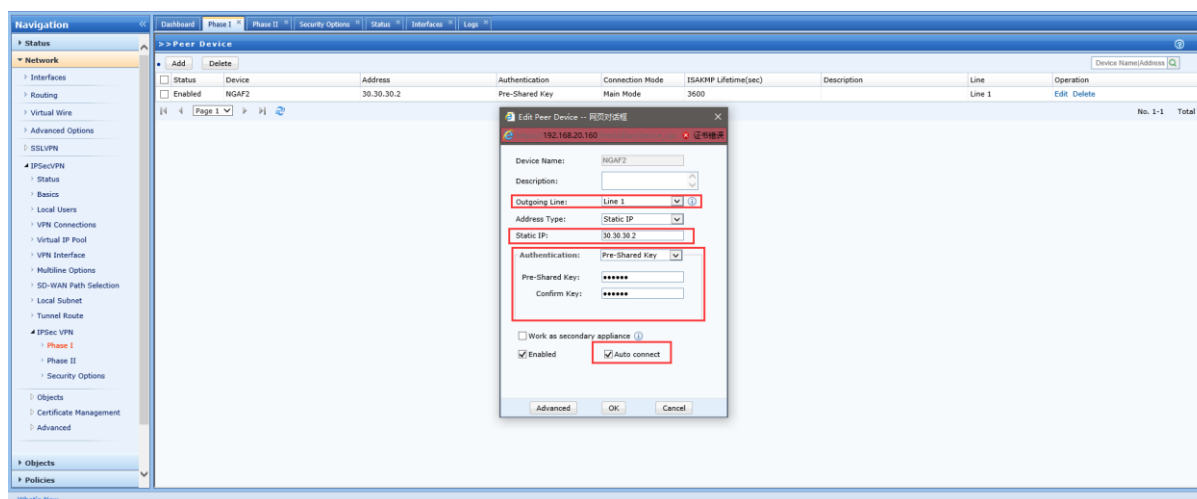 Navigation
Dashboard Phase I Phase II Security Options Status Interfaces Logs
Status
>>Peer Device
Network
Add Delete
Device Name|Address
Status Device Address Authentication Connection Mode ISAKMP Lifetime(sec) Description Line Operation
Enabled NGAF2 30.30.30.2 Pre-Shared Key Main Mode 3600 Line 1 Edit Delete
Page 1
No. 1-1 Total
Interfaces
Routing
Virtual Wire
Advanced Options
SSLVPN
IPSecVPN
Status
Basics
Local Users
VPN Connections
Virtual IP Pool
VPN Interface
Multiline Options
SD-WAN Path Selection
Local Subnet
Tunnel Route
IPSec VPN
Phase I
Phase II
Security Options
Objects
Certificate Management
Advanced
Objects
Policies
What's New
Edit Peer Device -- 网页对话框
192.168.20.160 证书错误
Device Name: NGAF2
Description:
Outgoing Line: Line 1
Address Type: Static IP
Static IP: 30.30.30.2
Authentication: Pre-Shared Key
Pre-Shared Key: ••••••
Confirm Key: ••••••
Work as secondary appliance
Enabled Auto connect
Advanced OK Cancel